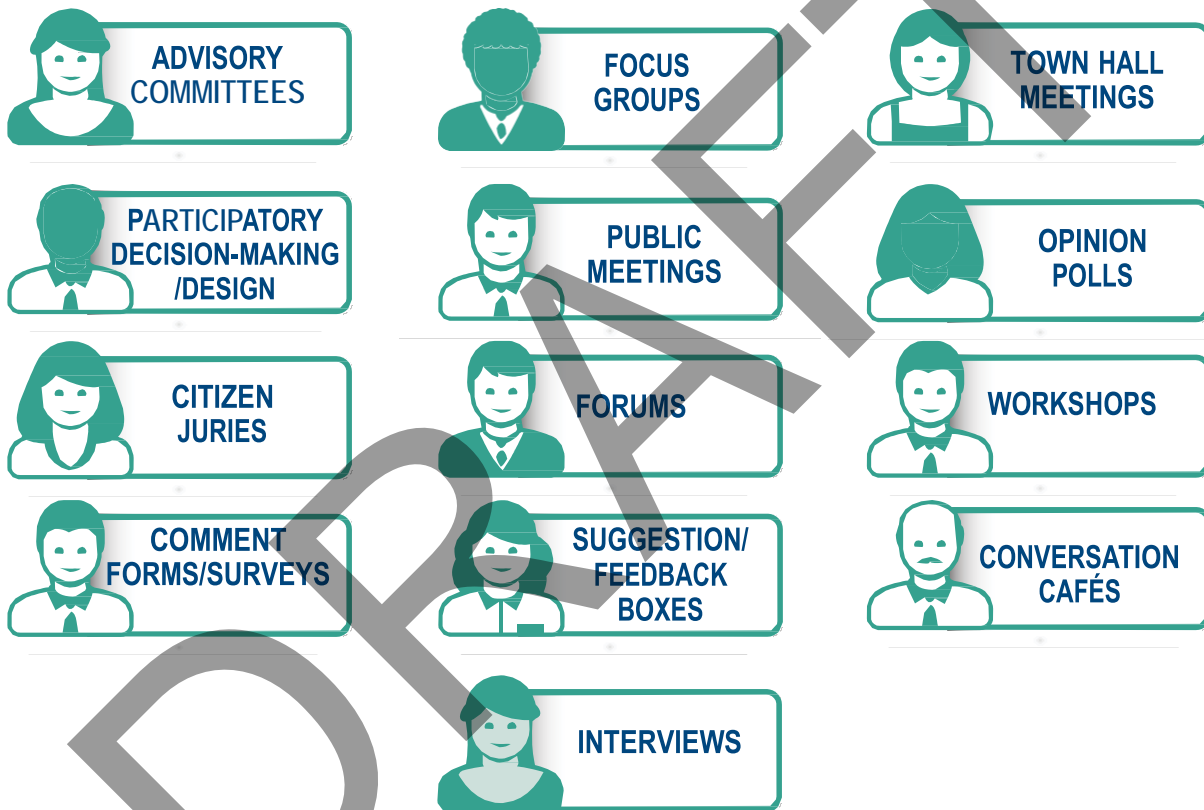 ADVISORY
COMMITTEES
FOCUS
GROUPS
TOWN HALL
MEETINGS
PARTICIPATORY
DECISION-MAKING
/DESIGN
PUBLIC
MEETINGS
OPINION
POLLS
CITIZEN
JURIES
FORUMS
WORKSHOPS
COMMENT
FORMS/SURVEYS
SUGGESTION/
FEEDBACK
BOXES
CONVERSATION
CAFÉS
INTERVIEWS
DRAFT